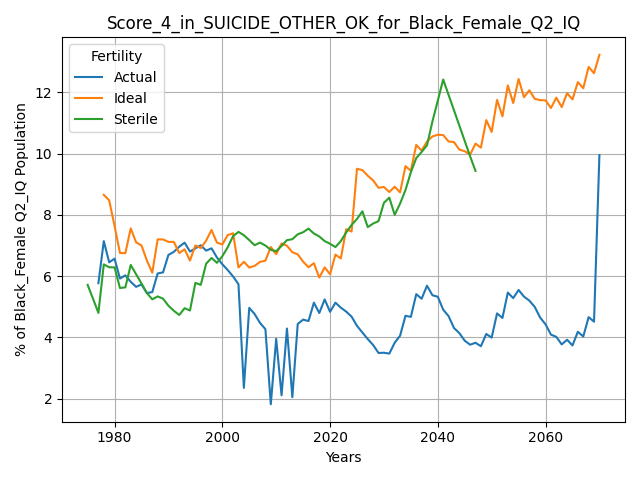 Score_4_in_SUICIDE_OTHER_OK_for_Black_Female_Q2_IQ
Fertility
Actual
Ideal
Sterile
% of Black_Female Q2_IQ Population
12
10
8
6
4
2
1980
2000
2020
2040
2060
Years